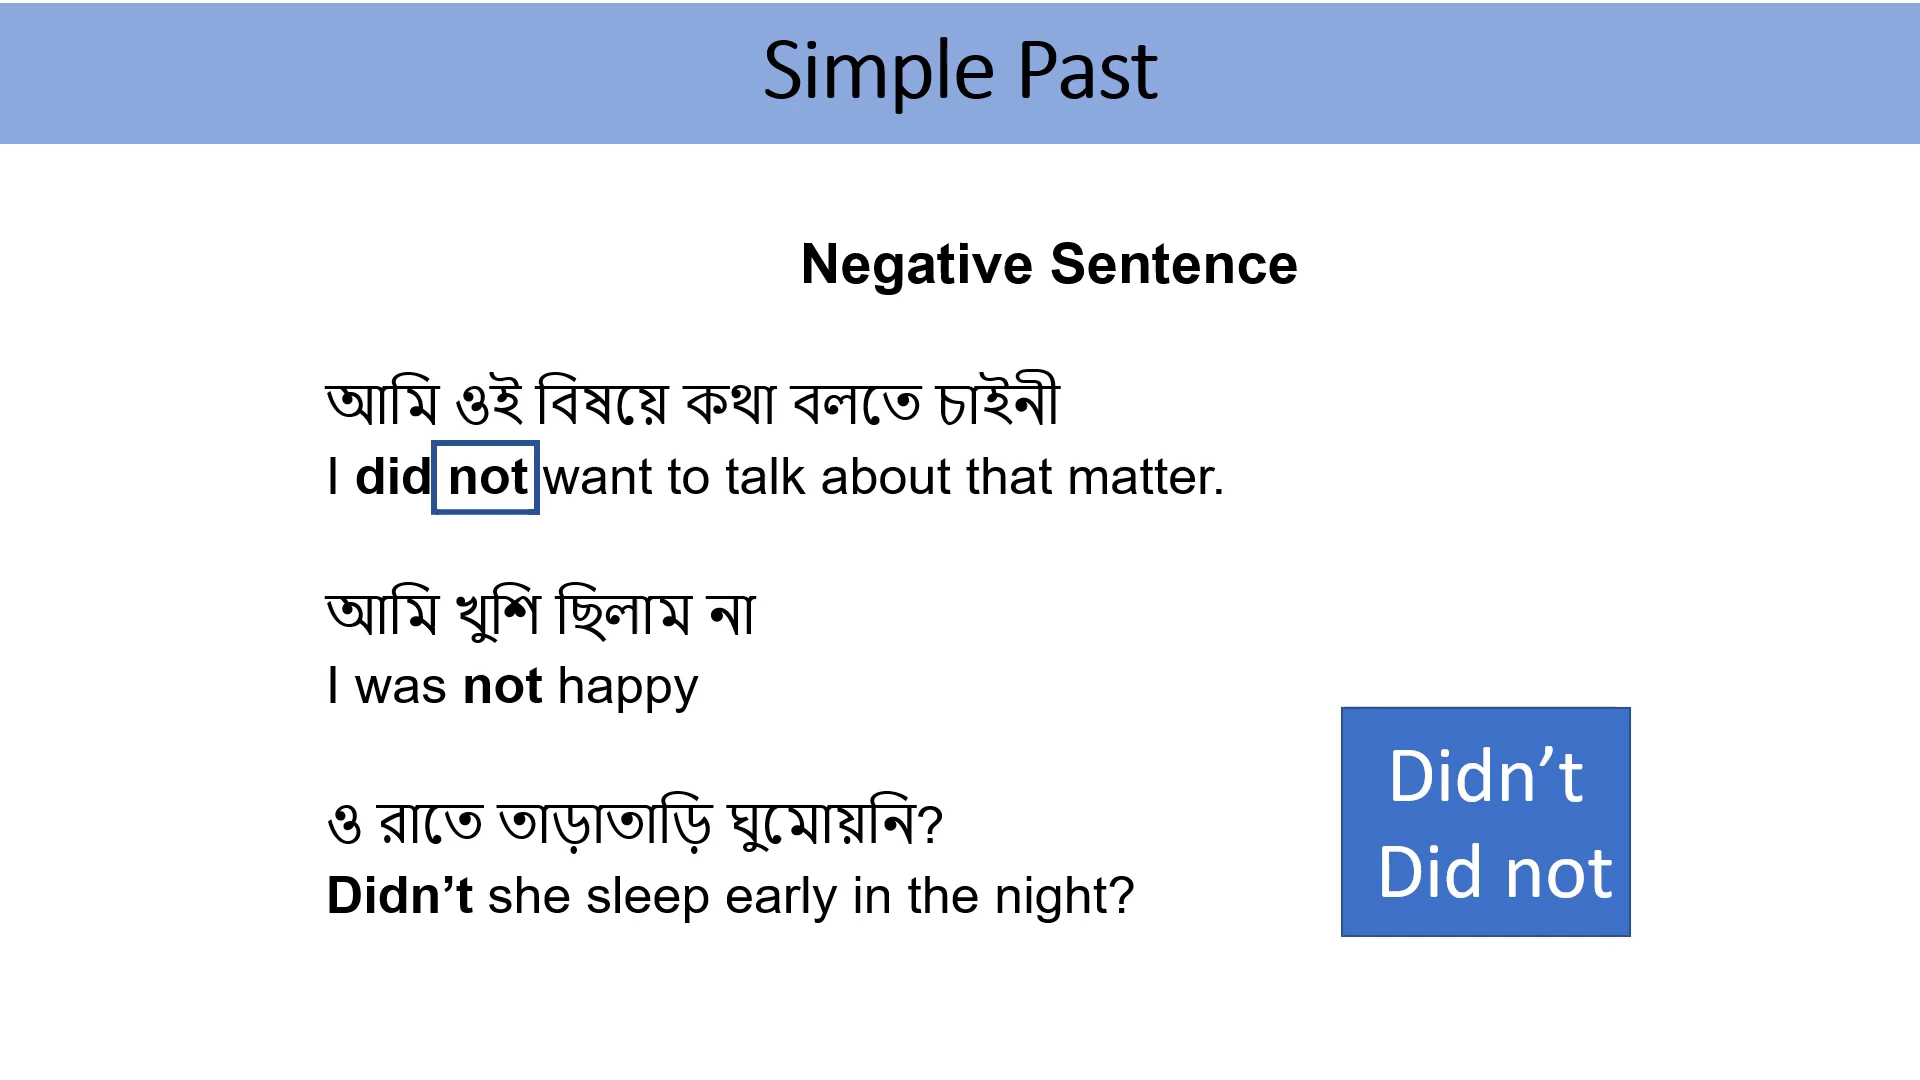 Simple Past
Negative Sentence
আমি ওই বিষয়ে কথা বলতে চাইনী
I did not want to talk about that matter.
আমি খুশি ছিলাম না
I was not happy
ও রাতে তাড়াতাড়ি ঘুমোয়নি?
Didn’t she sleep early in the night?
Didn’t
Did not